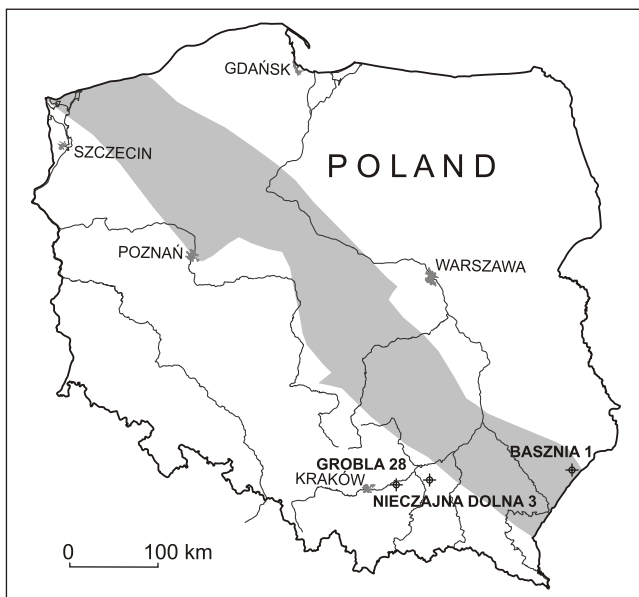 GDAŃSK
SZCZECIN
POLAND
POZNAŃ
WARSZAWA
BASZNIA 1
GROBLA 28
KRAKÓW
NIECZAJNA DOLNA 3
0 100 km